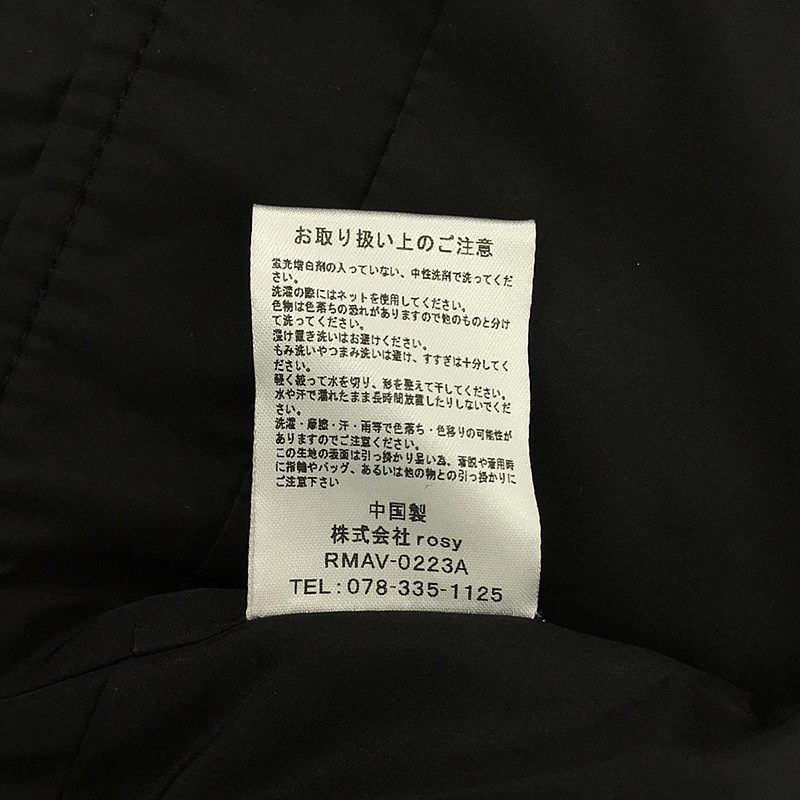 お取り扱い上のご注意
蛍光増白剤の入っていない、中性洗剤で洗ってくだ
さい。
洗濯の際にはネットを使用してください。
色物は色落ちの恐れがありますので他のものと分け
て洗ってください。
浸け置き洗いはお避けください。
もみ洗いやつまみ洗いは避け、すすぎは十分してく
ださい。
軽く絞って水を切り、形を整えて干してください。
水や汗で濡れたまま長時間放置したりしないでくだ
さい。
洗濯・摩擦・汗・雨等で色落ち・色移りの可能性が
ありますのでご注意ください。
この生地の表面は引っ掛かり易い為、着脱や着用時
に指輪やバッグ、あるいは他の物との引っ掛かりに
ご注意下さい
中国製
株式会社rosy
RMAV-0223A
TEL:078-335-1125